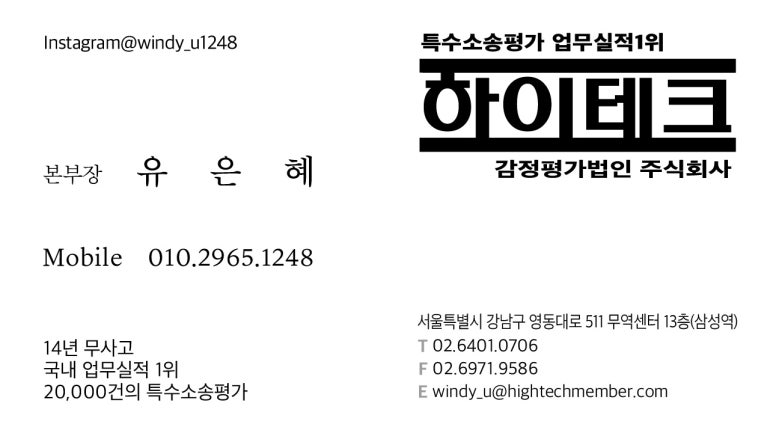 Instagram@windy_u1248
본부장 유 은 혜
Mobile 010.2965.1248
14년 무사고
국내 업무실적 1위
20,000건의 특수소송평가
특수소송평가 업무실적1위
하이테크
감정평가법인 주식회사
서울특별시 강남구 영동대로 511 무역센터 13층(삼성역)
T 02.6401.0706
F 02.6971.9586
E windy_u@hightechmember.com